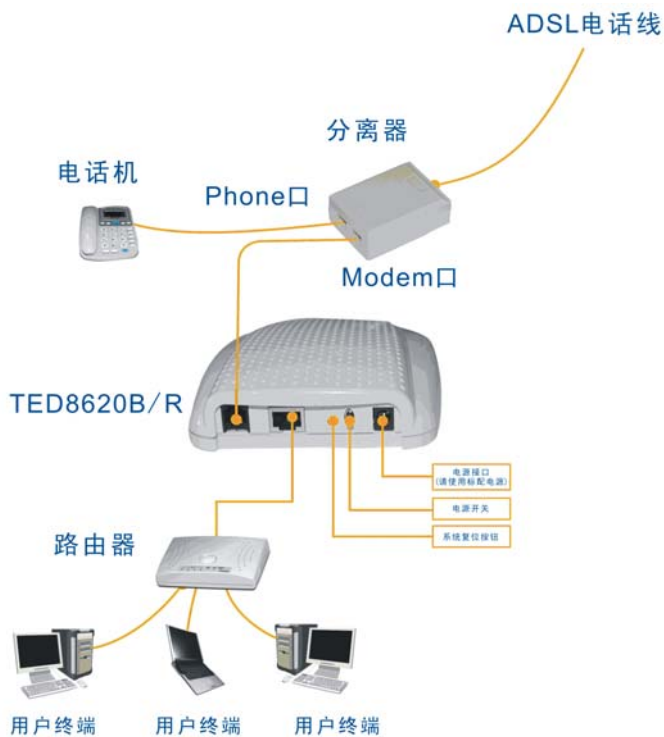 ADSL电话线
分离器
电话机
Phone口
Modem口
TED8620B/R
电源接口
(请使用标配电源)
电源开关
系统复位按钮
路由器
用户终端
用户终端
用户终端